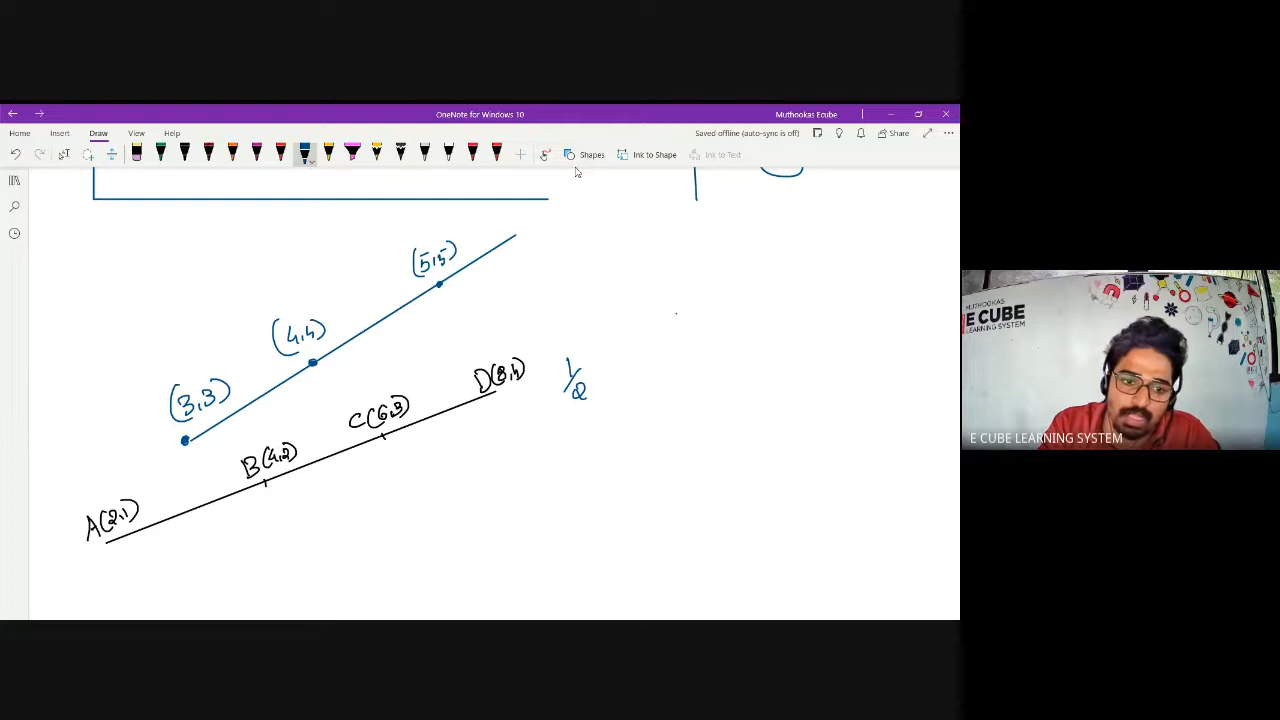 OneNote for Windows 10
Muthookas Ecube
Home Insert Draw View Help
Saved offline (auto-sync is off)
Share
Shapes
Ink to Shape
Ink to Text
(5,5)
(4,4)
(3,3)
D(8,4)
1/2
C(6,3)
B(4,2)
A(2,1)
MUTHOOKAS
E CUBE
LEARNING SYSTEM
E CUBE LEARNING SYSTEM